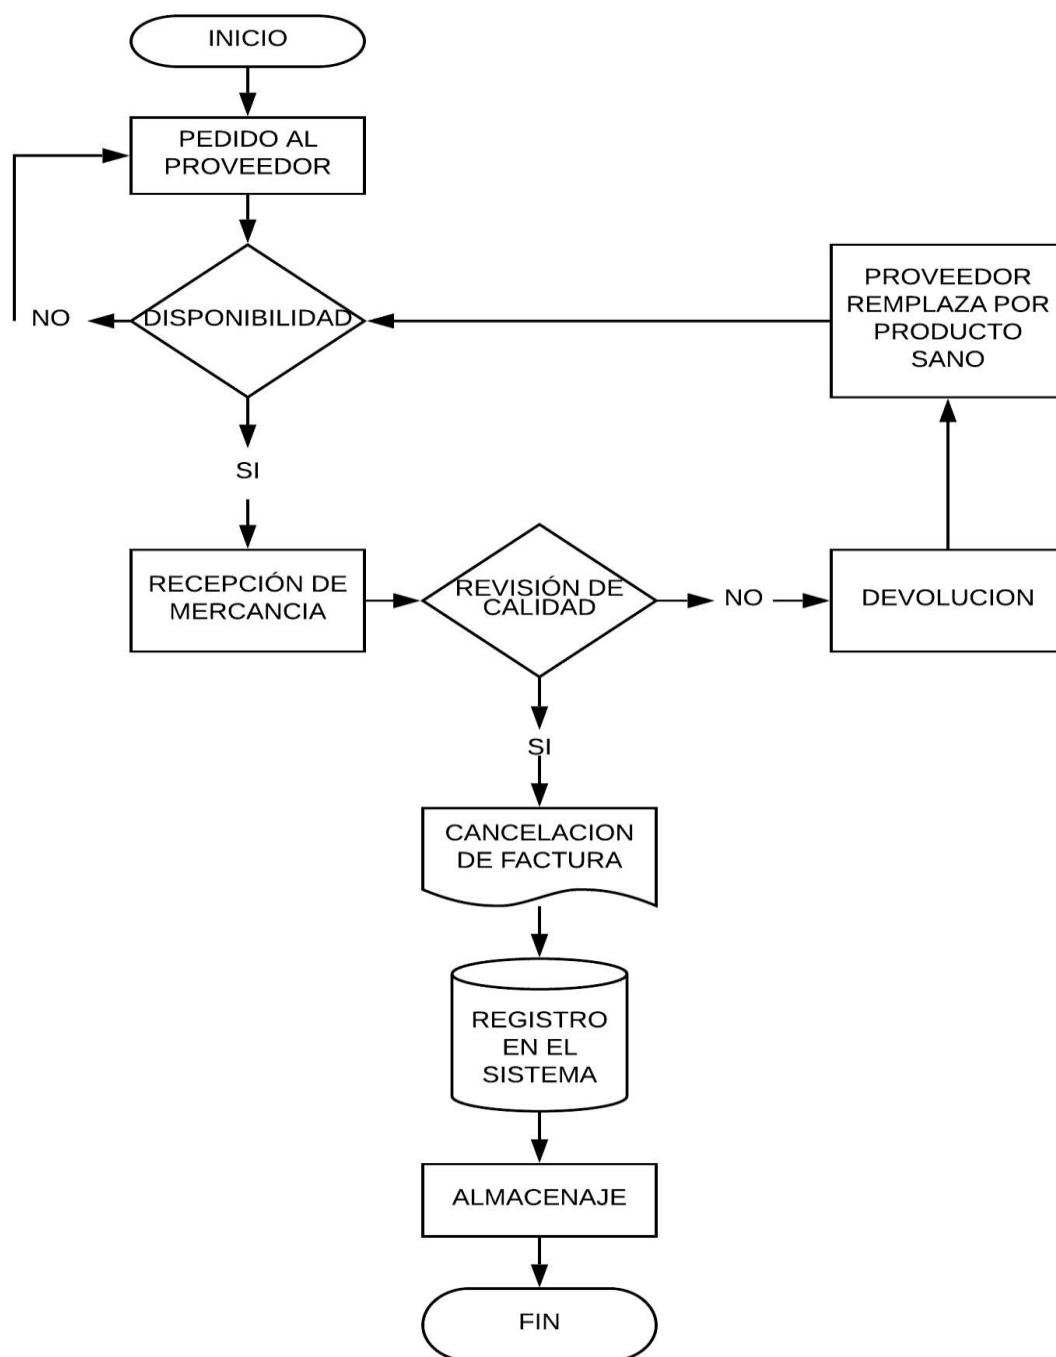 INICIO
PEDIDO AL
PROVEEDOR
NO
DISPONIBILIDAD
PROVEEDOR
REMPLAZA POR
PRODUCTO
SANO
SI
RECEPCIÓN DE
MERCANCIA
REVISIÓN DE
CALIDAD
NO
DEVOLUCION
SI
CANCELACION
DE FACTURA
REGISTRO
EN EL
SISTEMA
ALMACENAJE
FIN